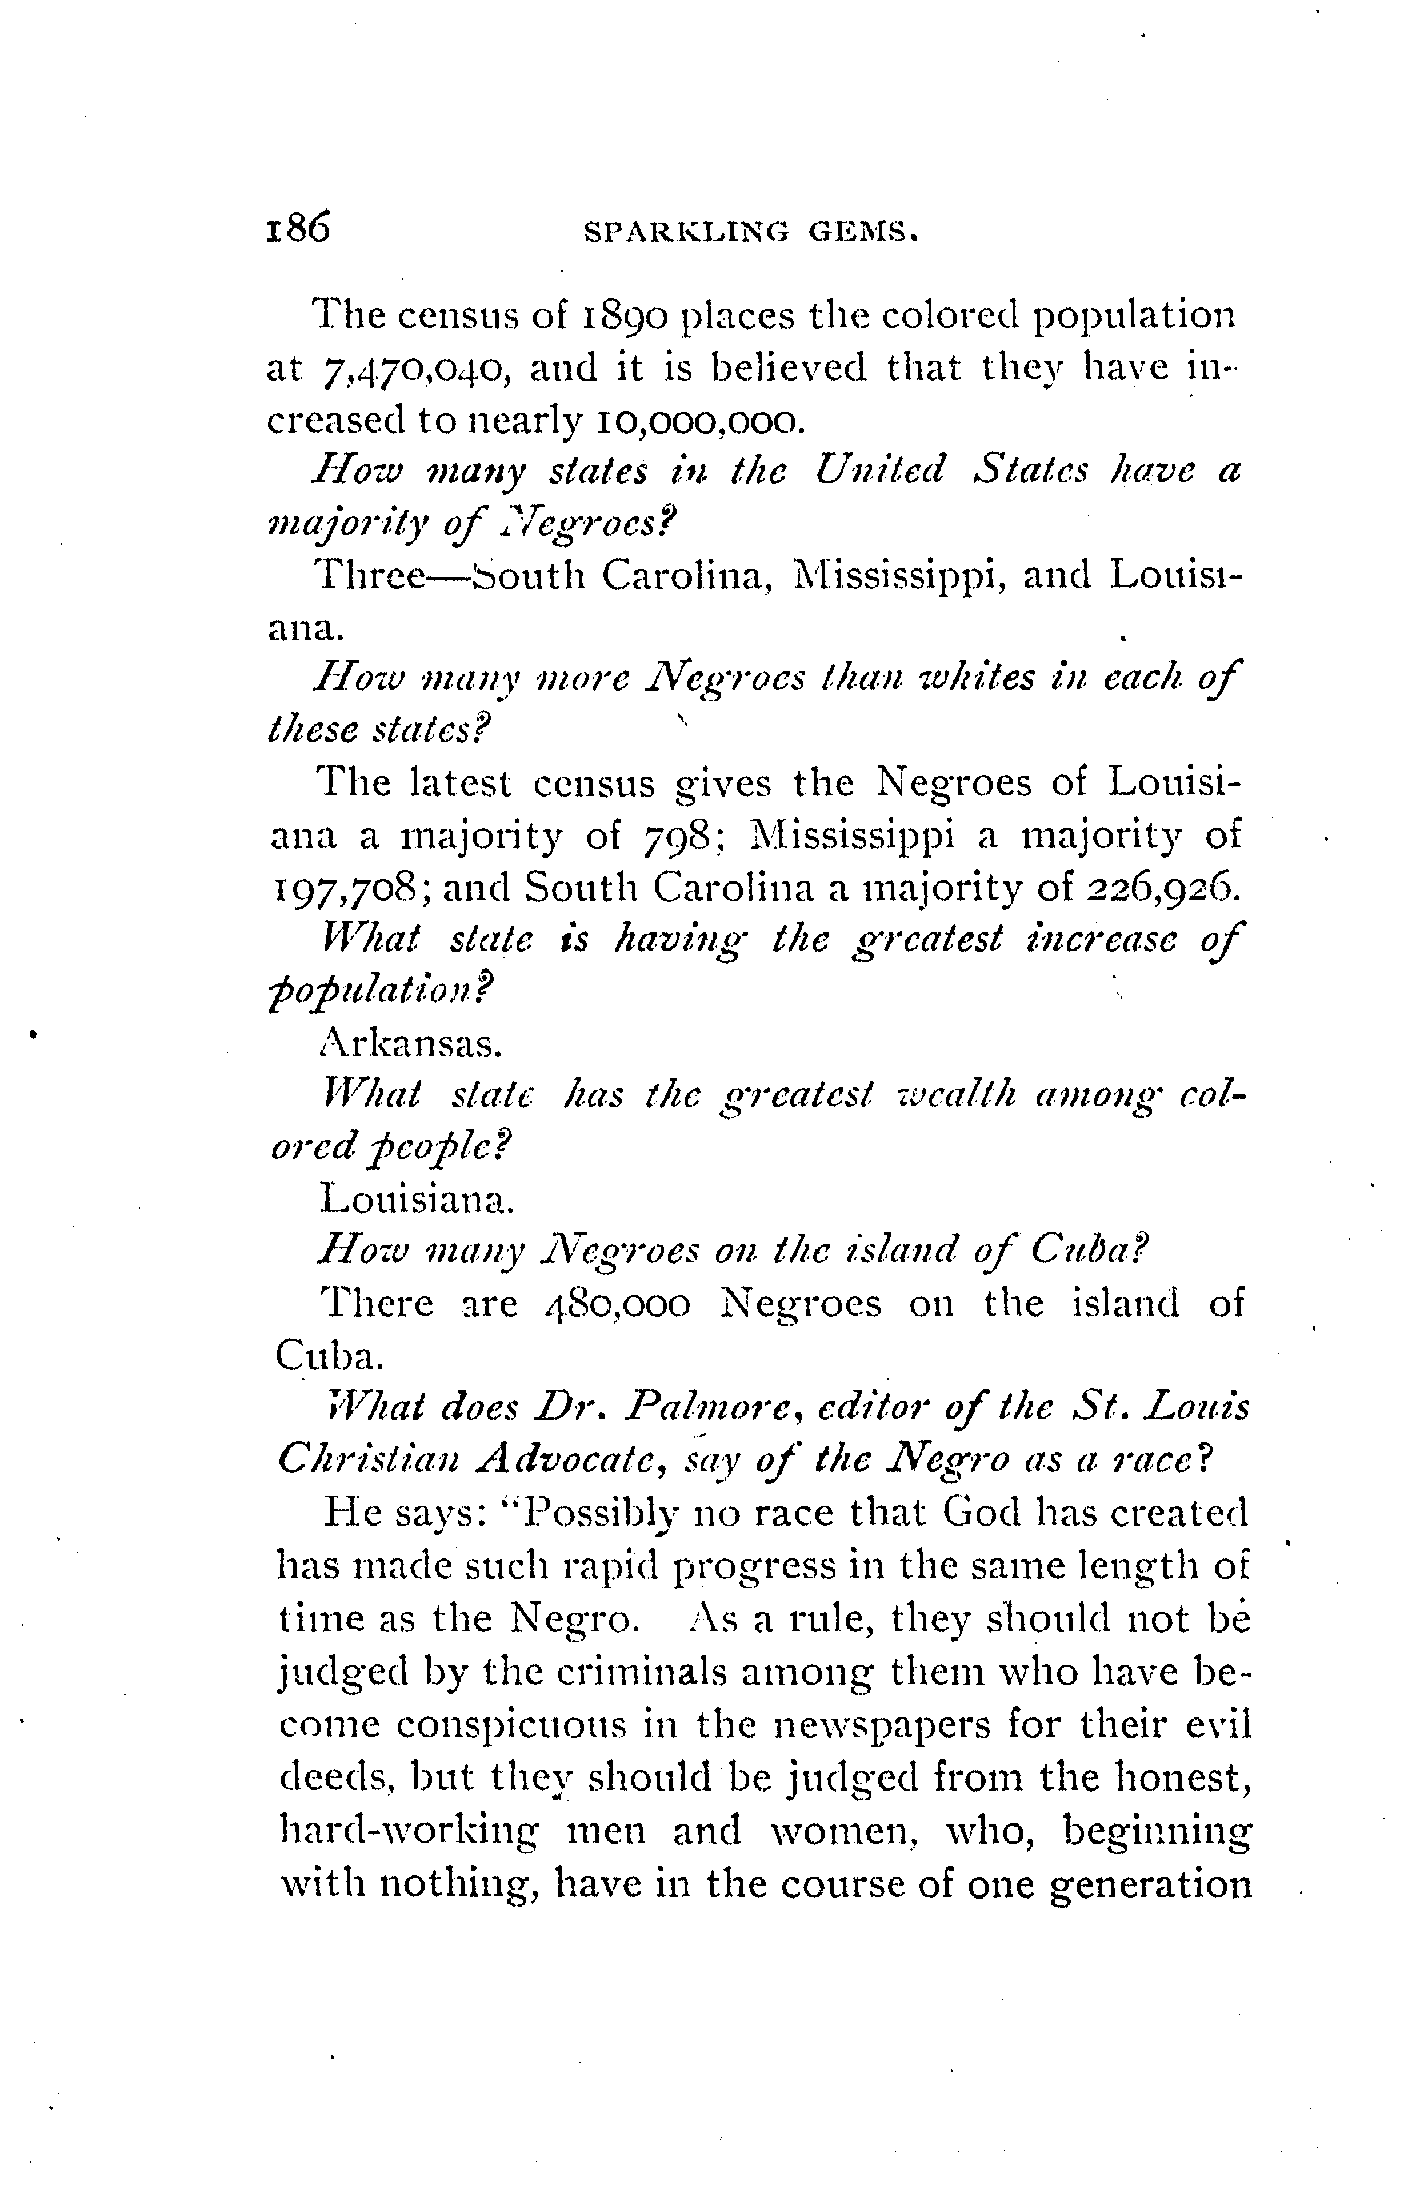 186 SPARKLING GEMS.
The census of 1890 places the colored population
at 7,470,040, and it is believed that they have in-
creased to nearly 10,000,000.
How many states in the United States have a
majority of Negroes?
Three—South Carolina, Mississippi, and Louisi-
ana.
How many more Negroes than whites in each of
these states?
The latest census gives the Negroes of Louisi-
ana a majority of 798; Mississippi a majority of
197,708; and South Carolina a majority of 226,926.
What state is having the greatest increase of
population?
Arkansas.
What state has the greatest wealth among col-
ored people?
Louisiana.
How many Negroes on the island of Cuba?
There are 480,000 Negroes on the island of
Cuba.
What does Dr. Palmore, editor of the St. Louis
Christian Advocate, say of the Negro as a race?
He says: "Possibly no race that God has created
has made such rapid progress in the same length of
time as the Negro. As a rule, they should not be
judged by the criminals among them who have be-
come conspicuous in the newspapers for their evil
deeds, but they should be judged from the honest,
hard-working men and women, who, beginning
with nothing, have in the course of one generation